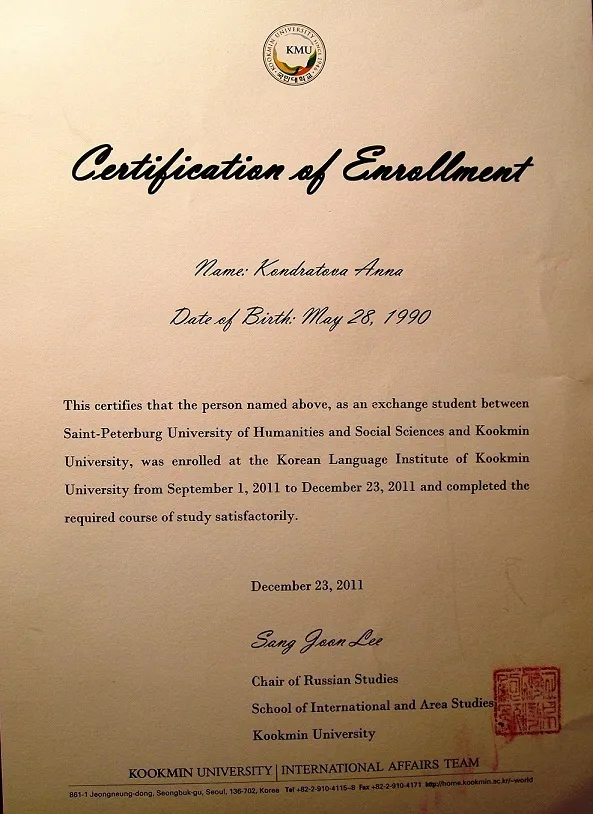 KOOKMIN UNIVERSITY SINCE 1946
KMU
Certification of Enrollment
Name: Kondratova Anna
Date of Birth: May 28, 1990
This certifies that the person named above, as an exchange student between
Saint-Peterburg University of Humanities and Social Sciences and Kookmin
University, was enrolled at the Korean Language Institute of Kookmin
University from September 1, 2011 to December 23, 2011 and completed the
required course of study satisfactorily.
December 23, 2011
Sang Joon Lee
Chair of Russian Studies
School of International and Area Studies
Kookmin University
KOOKMIN UNIVERSITY | INTERNATIONAL AFFAIRS TEAM
861-1 Jeongneung-dong, Seongbuk-gu, Seoul, 136-702, Korea Tel +82-2-910-4115~8 Fax +82-2-910-4171 http://home.kookmin.ac.kr/~world